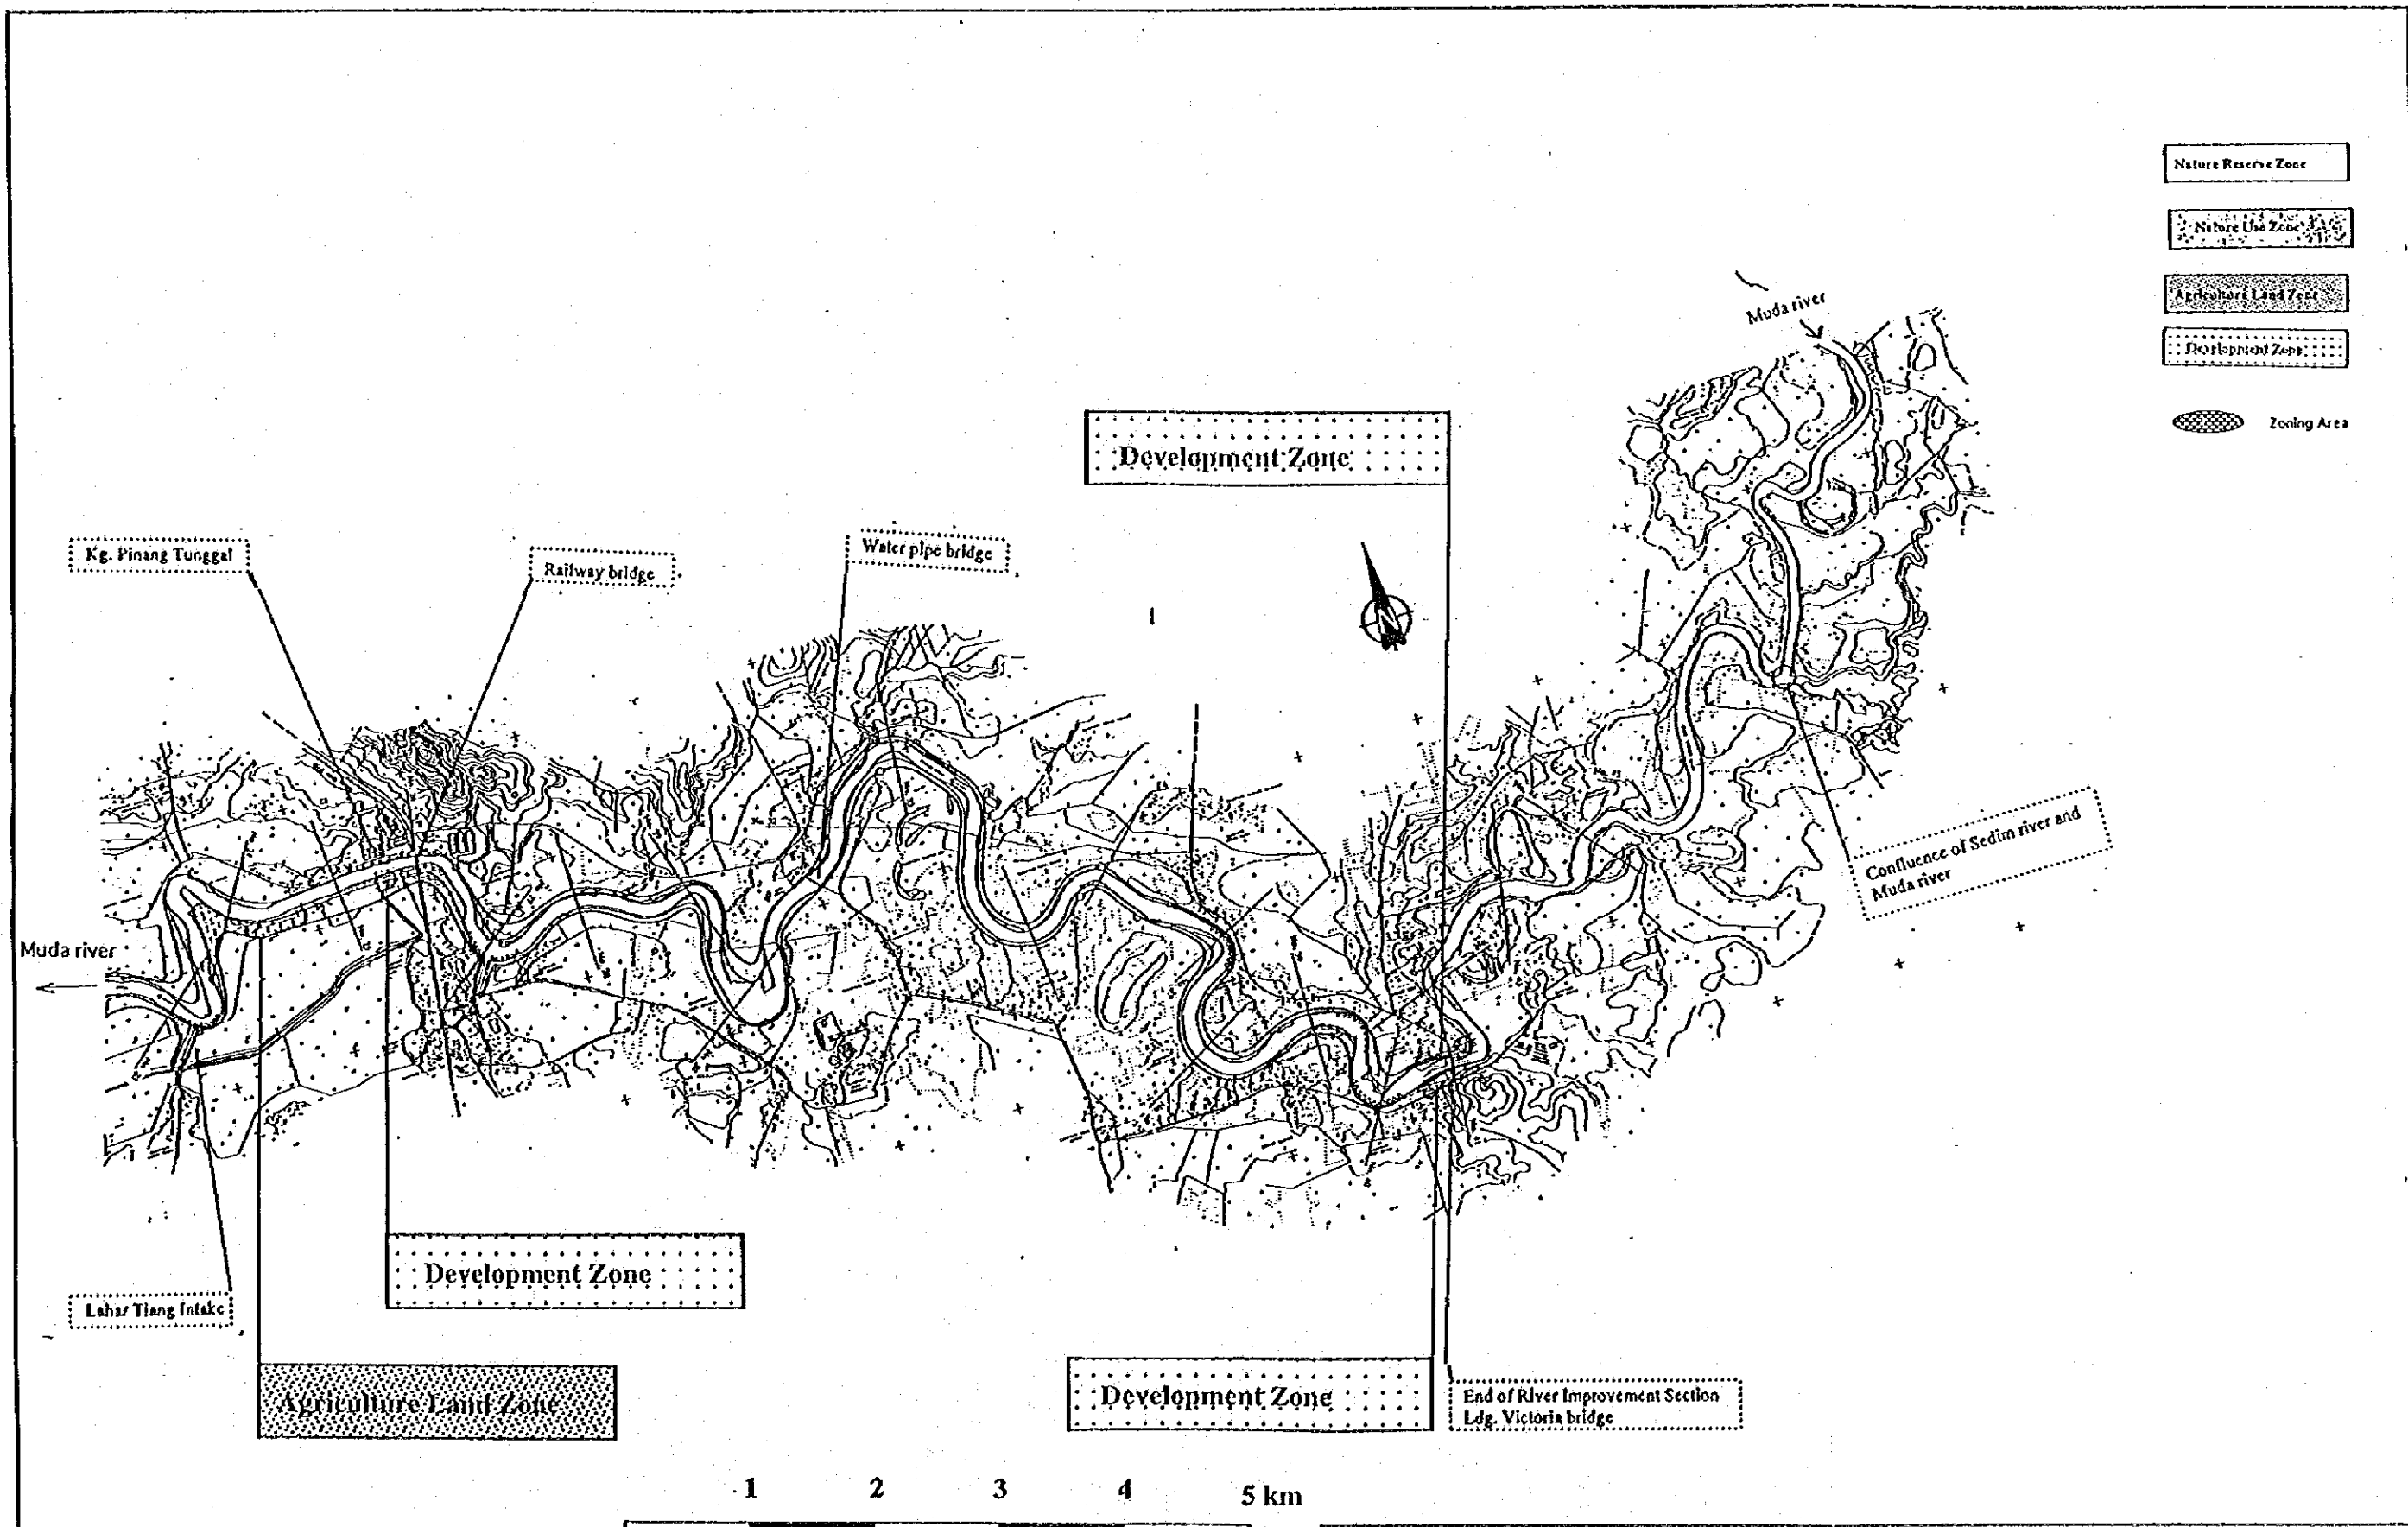 Nature Reserve Zone
Nature Use Zone
Agriculture Land Zone
Development Zone
Zoning Area
Muda river
Development Zone
Kg. Pinang Tunggal
Railway bridge
Water pipe bridge
Confluence of Sedim river and
Muda river
Muda river
Development Zone
Lahar Tiang Intake
Agriculture Land Zone
Development Zone
End of River Improvement Section
Ldg. Victoria bridge
1 2 3 4 5 km